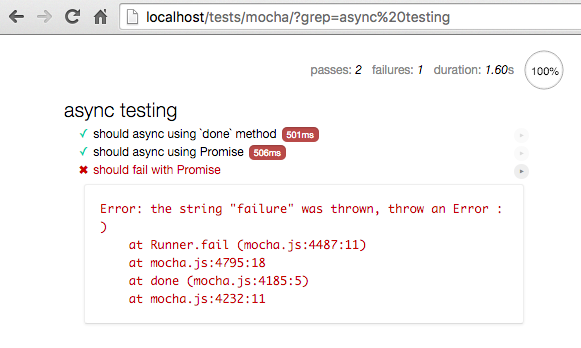 localhost/tests/mocha/?grep=async%20testing
passes: 2 failures: 1 duration: 1.60s 100%
async testing
✓ should async using `done` method 501ms
✓ should async using Promise 506ms
✖ should fail with Promise
Error: the string "failure" was thrown, throw an Error :
)
at Runner.fail (mocha.js:4487:11)
at mocha.js:4795:18
at done (mocha.js:4185:5)
at mocha.js:4232:11